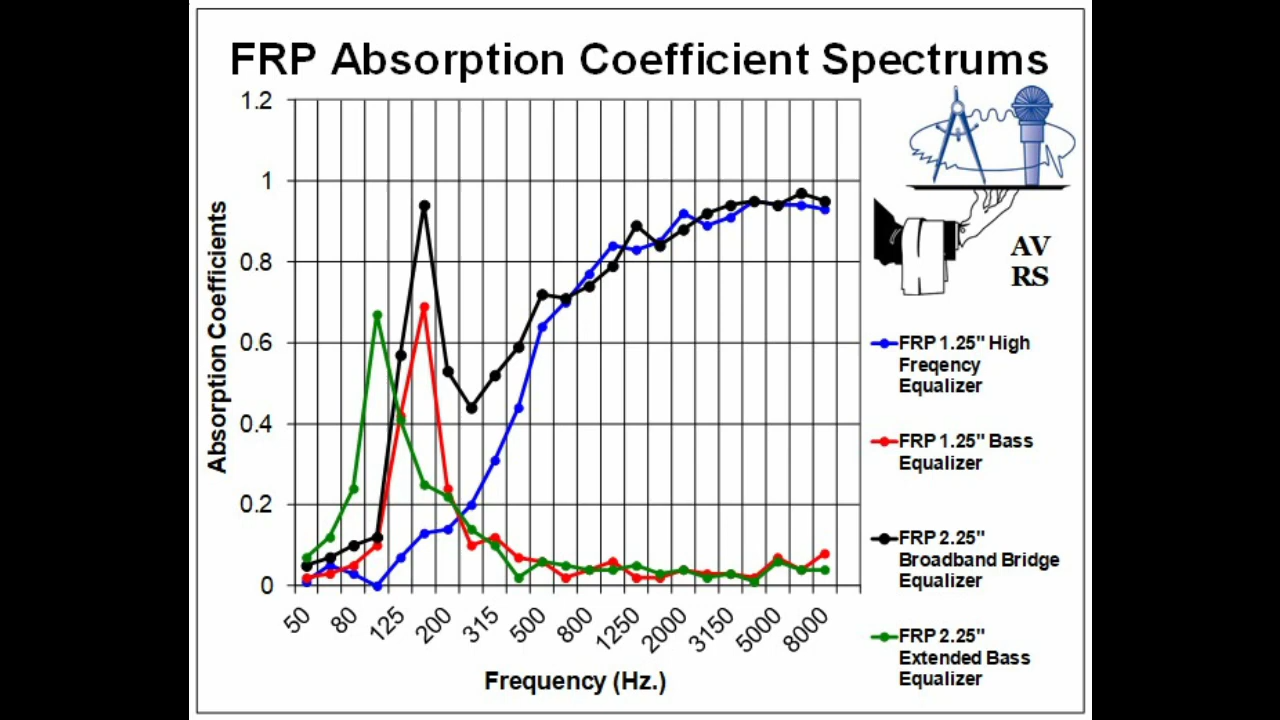 FRP Absorption Coefficient Spectrums
1.2
1
0.8
0.6
0.4
0.2
0
Absorption Coefficients
50
80
125
200
315
500
800
1250
2000
3150
5000
8000
Frequency (Hz.)
AV
RS
FRP 1.25" High
Freqency
Equalizer
FRP 1.25" Bass
Equalizer
FRP 2.25"
Broadband Bridge
Equalizer
FRP 2.25"
Extended Bass
Equalizer